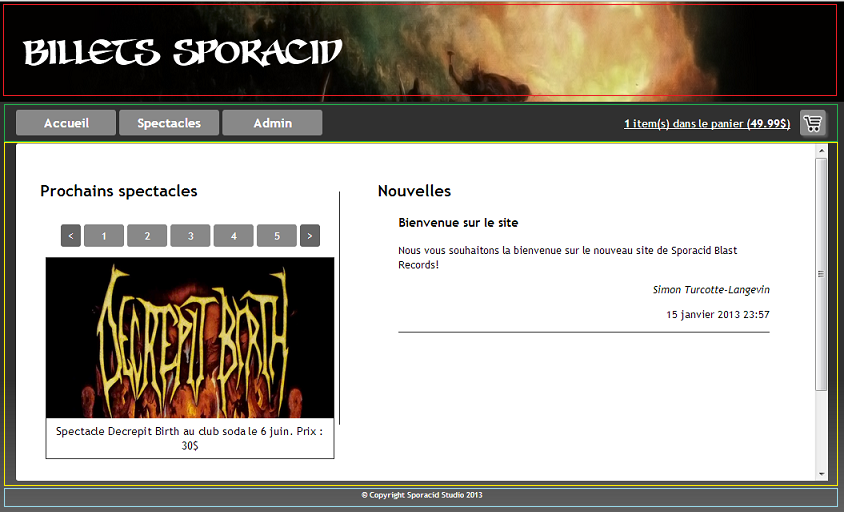 BILLETS SPORACID
Accueil
Spectacles
Admin
1 item(s) dans le panier (49.99$)
Prochains spectacles
< 1 2 3 4 5 >
DECREPIT BIRTH
Spectacle Decrepit Birth au club soda le 6 juin. Prix :
30$
Nouvelles
Bienvenue sur le site
Nous vous souhaitons la bienvenue sur le nouveau site de Sporacid Blast
Records!
Simon Turcotte-Langevin
15 janvier 2013 23:57
© Copyright Sporacid Studio 2013